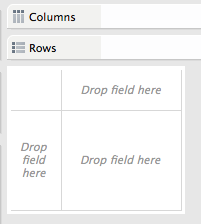 Columns
Rows
Drop field here
Drop
field
here
Drop field here